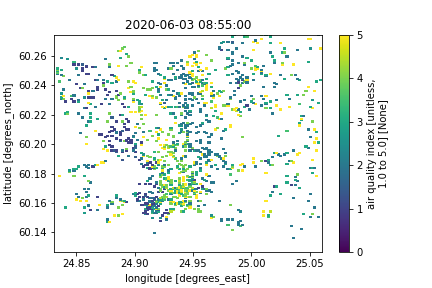 2020-06-03 08:55:00
60.26
60.24
60.22
60.20
60.18
60.16
60.14
latitude [degrees_north]
24.85 24.90 24.95 25.00 25.05
longitude [degrees_east]
5
4
3
2
1
0
air quality index [unitless,
1.0 to 5.0] [None]